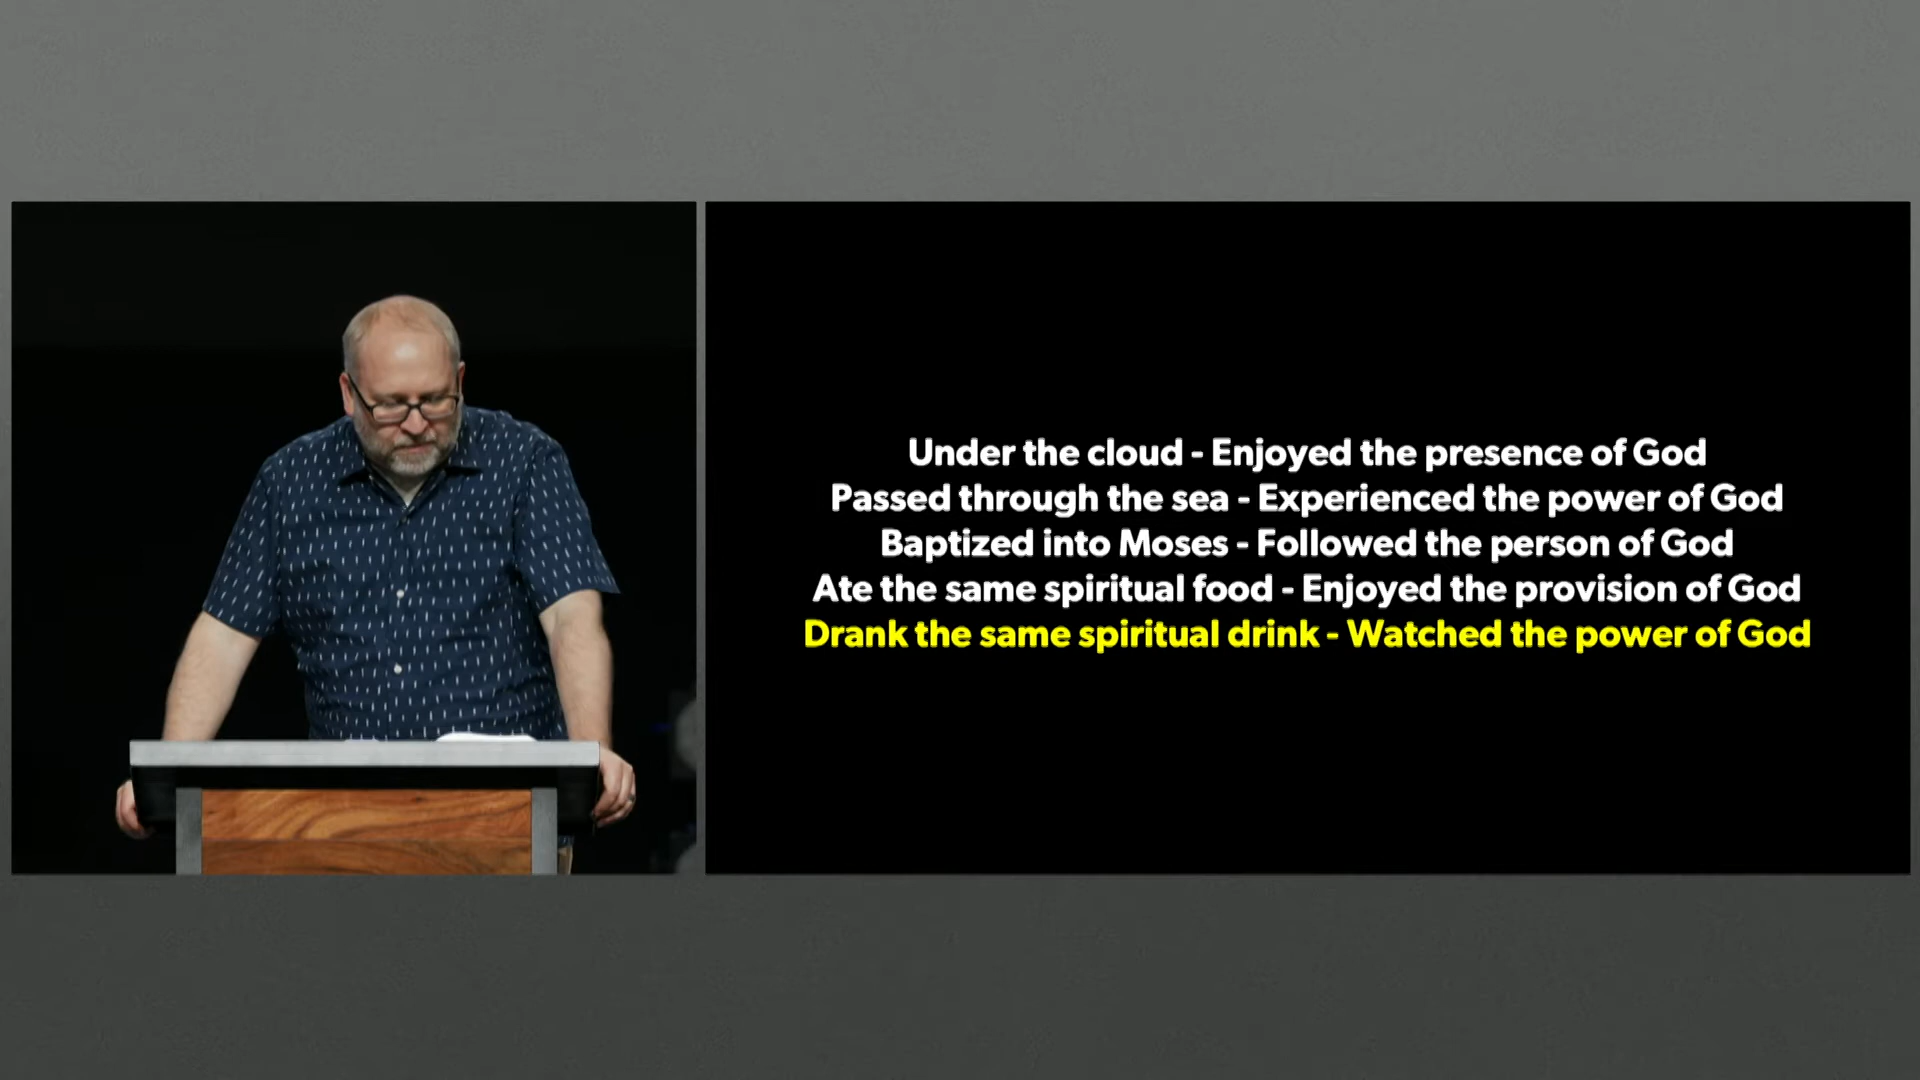 Under the cloud - Enjoyed the presence of God
Passed through the sea - Experienced the power of God
Baptized into Moses - Followed the person of God
Ate the same spiritual food - Enjoyed the provision of God
Drank the same spiritual drink - Watched the power of God